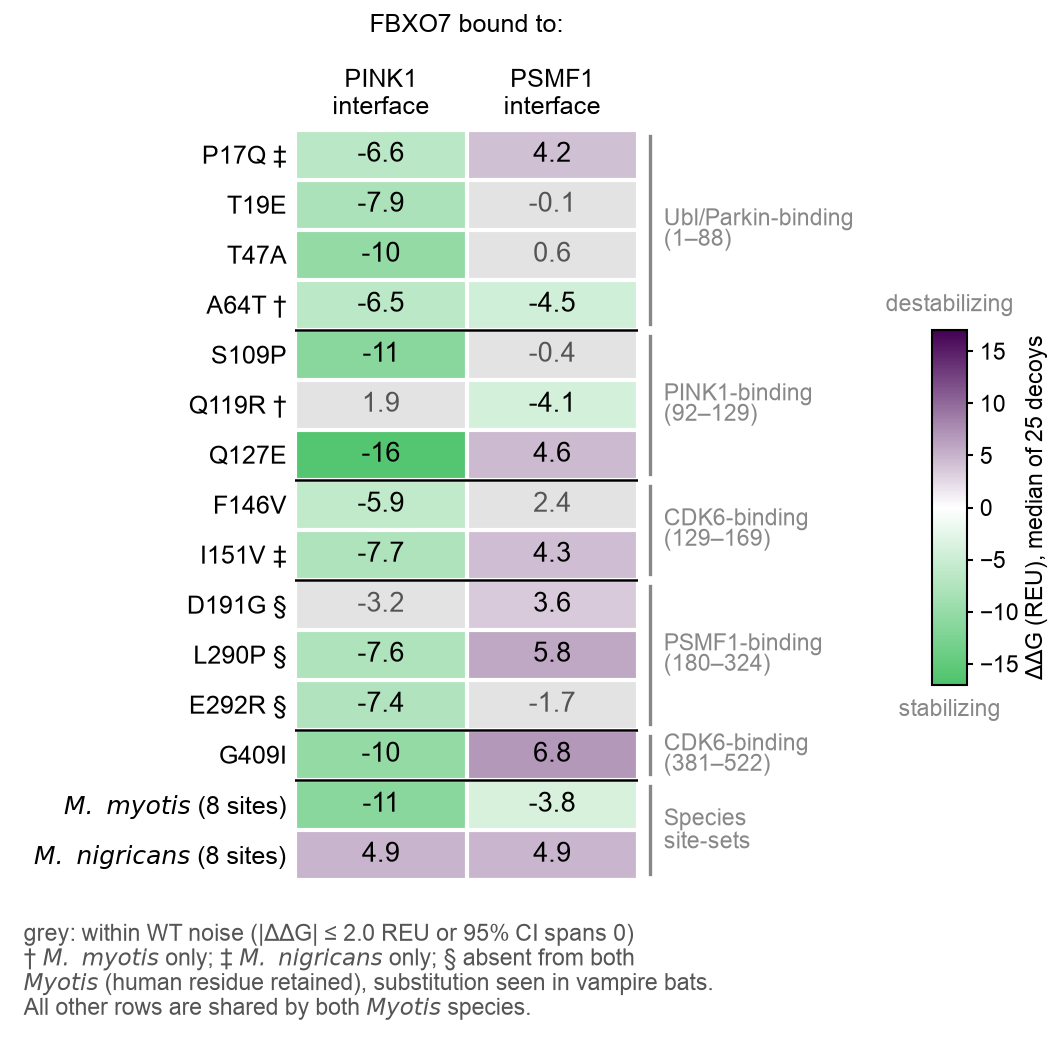 FBXO7 bound to:
PINK1
interface
PSMF1
interface
P17Q ‡ -6.6 4.2
T19E -7.9 -0.1
T47A -10 0.6
A64T † -6.5 -4.5
Ubl/Parkin-binding
(1–88)
S109P -11 -0.4
Q119R † 1.9 -4.1
Q127E -16 4.6
PINK1-binding
(92–129)
F146V -5.9 2.4
I151V ‡ -7.7 4.3
CDK6-binding
(129–169)
D191G § -3.2 3.6
L290P § -7.6 5.8
E292R § -7.4 -1.7
PSMF1-binding
(180–324)
G409I -10 6.8
CDK6-binding
(381–522)
M. myotis (8 sites) -11 -3.8
M. nigricans (8 sites) 4.9 4.9
Species
site-sets
destabilizing
15
10
5
0
−5
−10
−15
stabilizing
ΔΔG (REU), median of 25 decoys
grey: within WT noise (|ΔΔG| ≤ 2.0 REU or 95% CI spans 0)
† M. myotis only; ‡ M. nigricans only; § absent from both
Myotis (human residue retained), substitution seen in vampire bats.
All other rows are shared by both Myotis species.